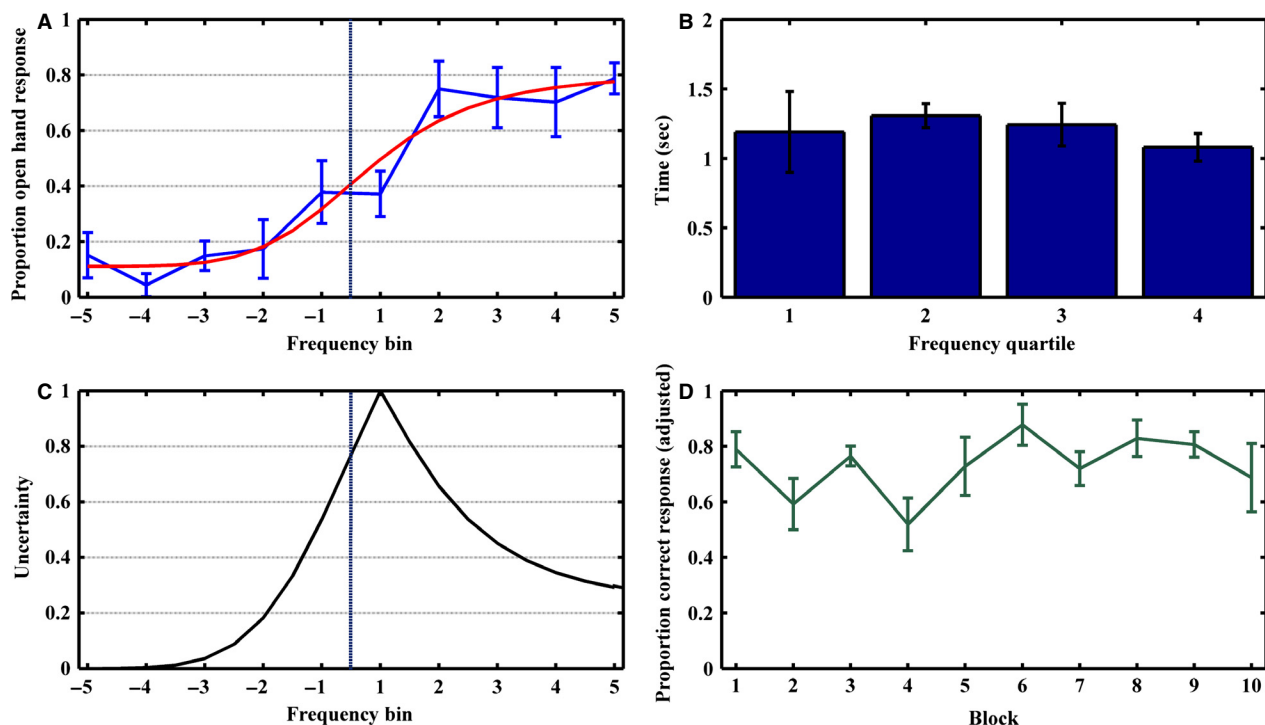 A
Proportion open hand response
1
0.8
0.6
0.4
0.2
0
−5 −4 −3 −2 −1 1 2 3 4 5
Frequency bin
B
Time (sec)
2
1.5
1
0.5
0
1 2 3 4
Frequency quartile
C
Uncertainty
1
0.8
0.6
0.4
0.2
0
−5 −4 −3 −2 −1 1 2 3 4 5
Frequency bin
D
Proportion correct response (adjusted)
1
0.8
0.6
0.4
0.2
0
1 2 3 4 5 6 7 8 9 10
Block